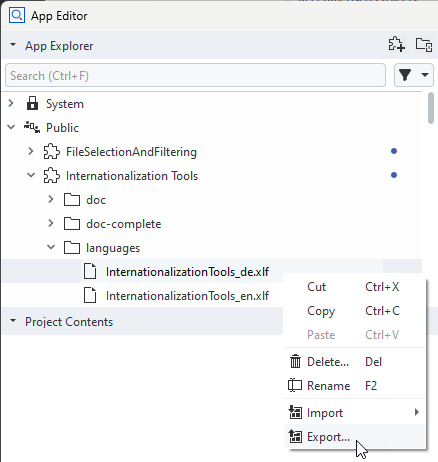 App Editor
App Explorer
Search (Ctrl+F)
System
Public
FileSelectionAndFiltering
Internationalization Tools
doc
doc-complete
languages
InternationalizationTools_de.xlf
InternationalizationTools_en.xlf
Project Contents
Cut Ctrl+X
Copy Ctrl+C
Paste Ctrl+V
Delete... Del
Rename F2
Import
Export...